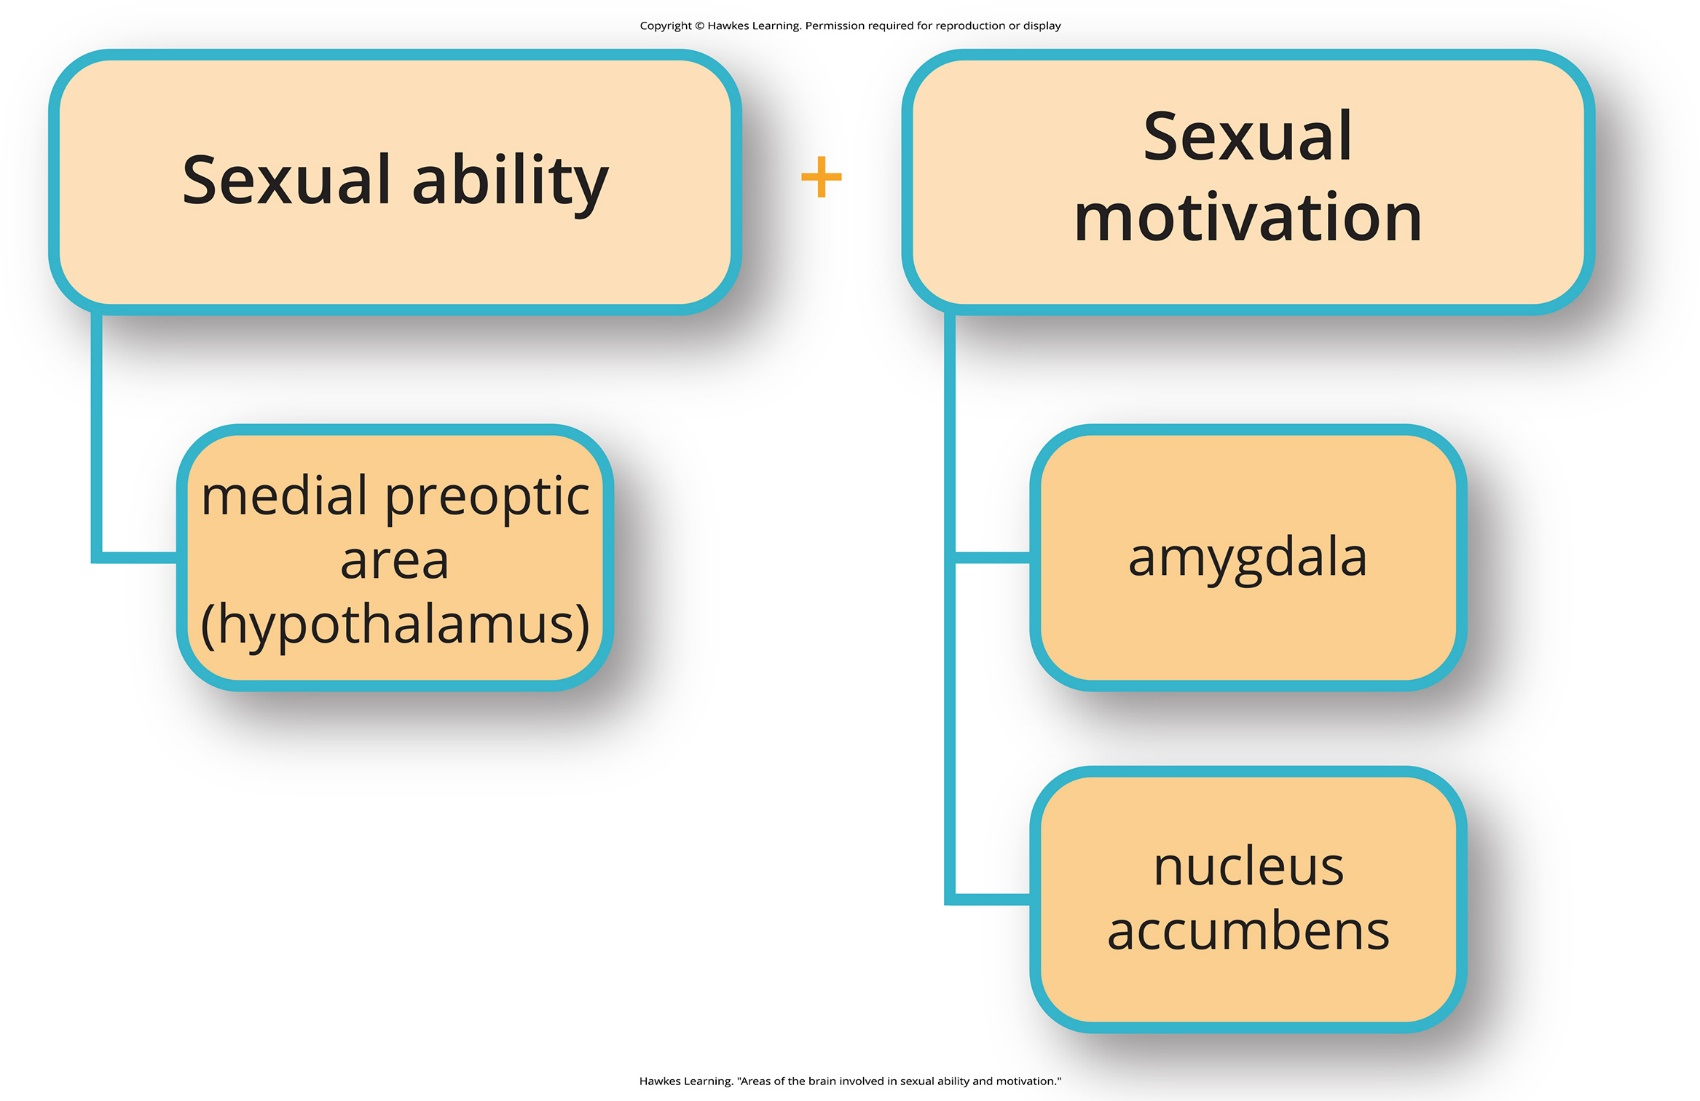 Copyright © Hawkes Learning. Permission required for reproduction or display
Sexual ability
+
Sexual
motivation
medial preoptic
area
(hypothalamus)
amygdala
nucleus
accumbens
Hawkes Learning. "Areas of the brain involved in sexual ability and motivation."